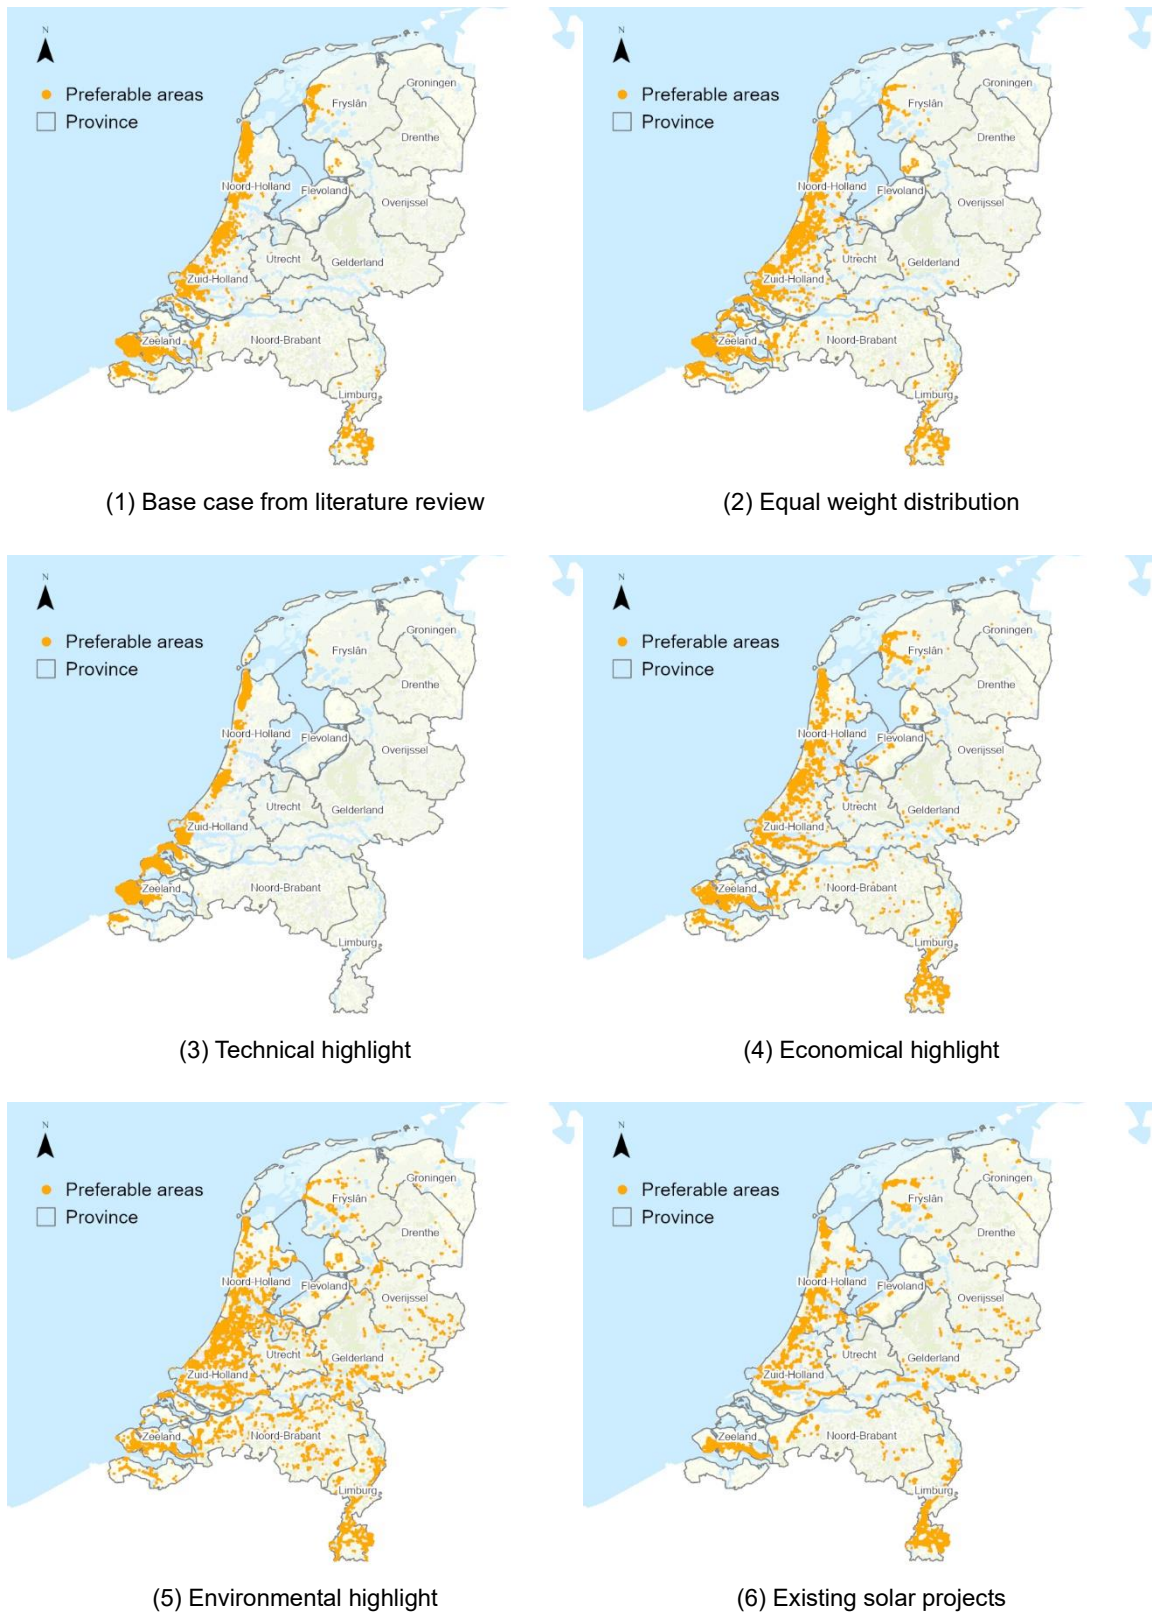 N
Preferable areas
Province
Groningen
Fryslân
Drenthe
Noord-Holland
Flevoland
Overijssel
Utrecht
Gelderland
Zuid-Holland
Zeeland
Noord-Brabant
Limburg
(1) Base case from literature review
N
Preferable areas
Province
Groningen
Fryslân
Drenthe
Noord-Holland
Flevoland
Overijssel
Utrecht
Gelderland
Zuid-Holland
Zeeland
Noord-Brabant
Limburg
(2) Equal weight distribution
N
Preferable areas
Province
Groningen
Fryslân
Drenthe
Noord-Holland
Flevoland
Overijssel
Utrecht
Gelderland
Zuid-Holland
Zeeland
Noord-Brabant
Limburg
(3) Technical highlight
N
Preferable areas
Province
Groningen
Fryslân
Drenthe
Noord-Holland
Flevoland
Overijssel
Utrecht
Gelderland
Zuid-Holland
Zeeland
Noord-Brabant
Limburg
(4) Economical highlight
N
Preferable areas
Province
Groningen
Fryslân
Drenthe
Noord-Holland
Flevoland
Overijssel
Utrecht
Gelderland
Zuid-Holland
Zeeland
Noord-Brabant
Limburg
(5) Environmental highlight
N
Preferable areas
Province
Groningen
Fryslân
Drenthe
Noord-Holland
Flevoland
Overijssel
Utrecht
Gelderland
Zuid-Holland
Zeeland
Noord-Brabant
Limburg
(6) Existing solar projects